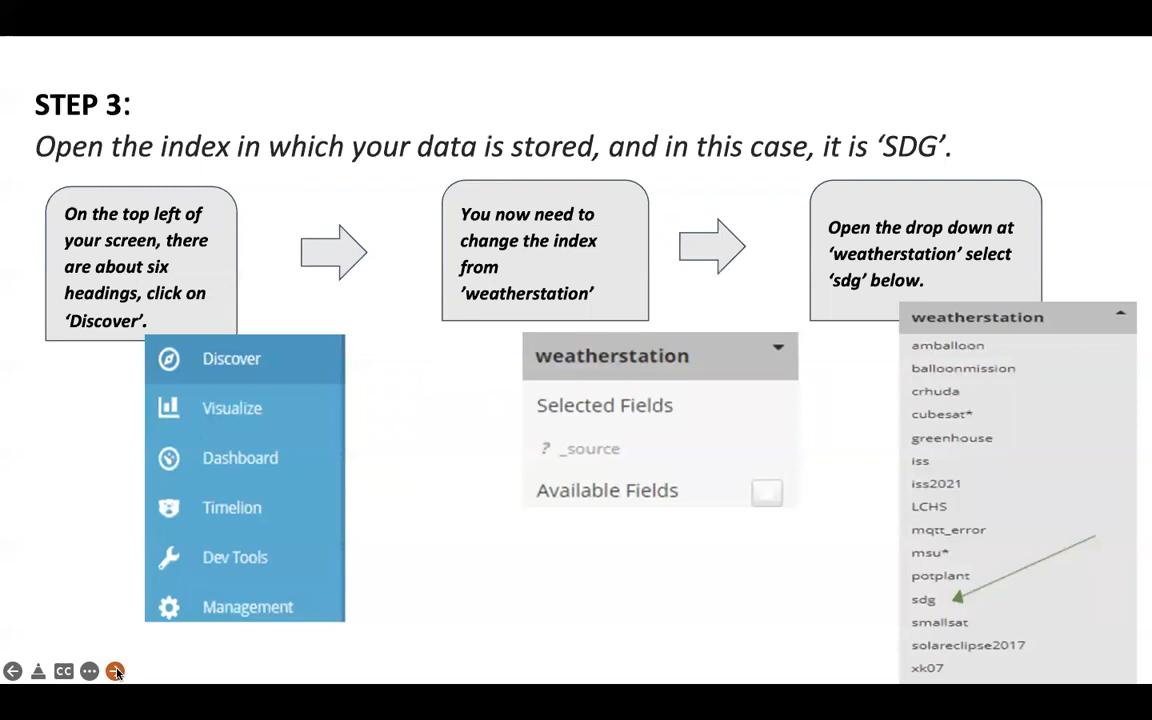 STEP 3:
Open the index in which your data is stored, and in this case, it is ‘SDG’.
On the top left of
your screen, there
are about six
headings, click on
‘Discover’.
You now need to
change the index
from
’weatherstation’
Open the drop down at
‘weatherstation’ select
‘sdg’ below.
Discover
Visualize
Dashboard
Timelion
Dev Tools
Management
weatherstation
Selected Fields
? _source
Available Fields
weatherstation
amballoon
balloonmission
crhuda
cubesat*
greenhouse
iss
iss2021
LCHS
mqtt_error
msu*
potplant
sdg
smallsat
solareclipse2017
xk07
CC